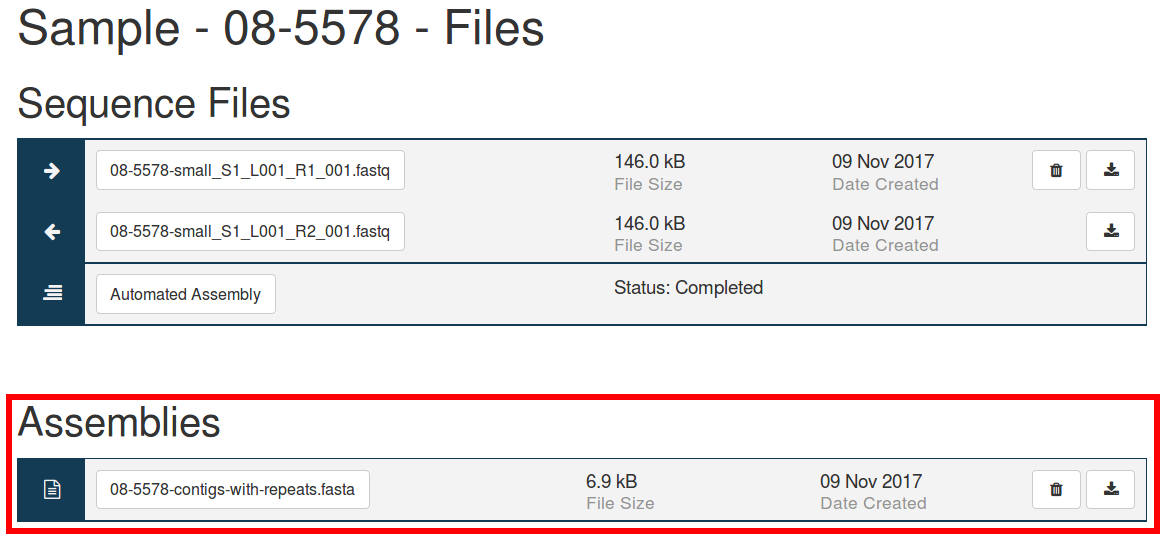 Sample - 08-5578 - Files
Sequence Files
08-5578-small_S1_L001_R1_001.fastq 146.0 kB 09 Nov 2017
File Size Date Created
08-5578-small_S1_L001_R2_001.fastq 146.0 kB 09 Nov 2017
File Size Date Created
Automated Assembly Status: Completed
Assemblies
08-5578-contigs-with-repeats.fasta 6.9 kB 09 Nov 2017
File Size Date Created